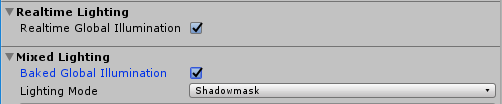 Realtime Lighting
Realtime Global Illumination
Mixed Lighting
Baked Global Illumination
Lighting Mode Shadowmask